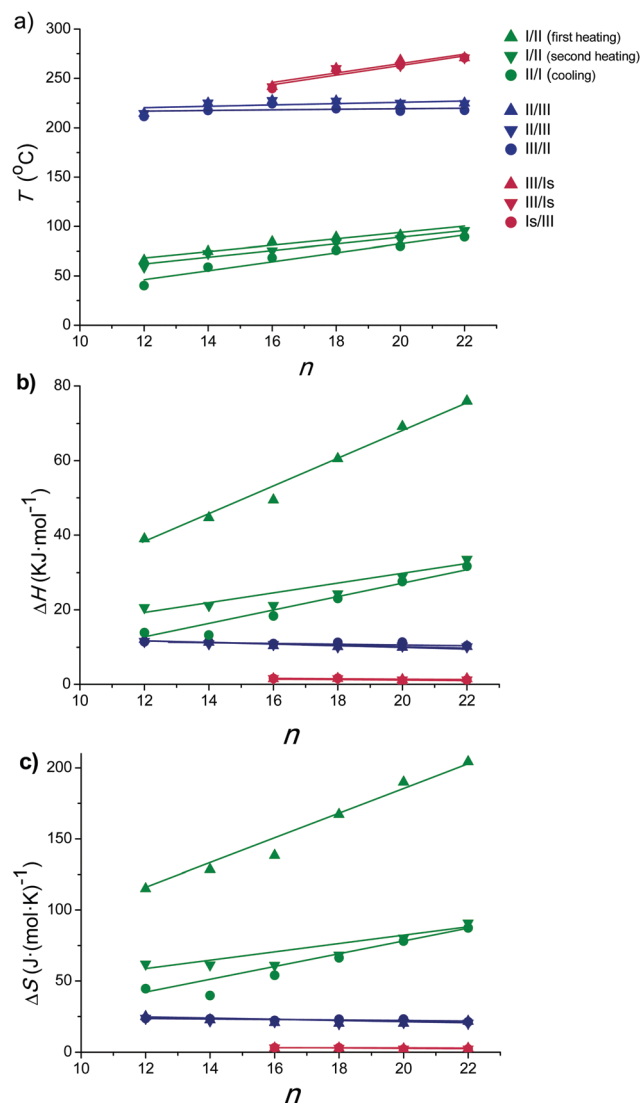 a)
I/II (first heating)
I/II (second heating)
II/I (cooling)
II/III
II/III
III/II
III/Is
III/Is
Is/III
T (°C)
300
250
200
150
100
50
0
10 12 14 16 18 20 22
n
b)
ΔH (KJ·mol⁻¹)
80
60
40
20
0
10 12 14 16 18 20 22
n
c)
ΔS (J·(mol·K)⁻¹)
200
150
100
50
0
10 12 14 16 18 20 22
n